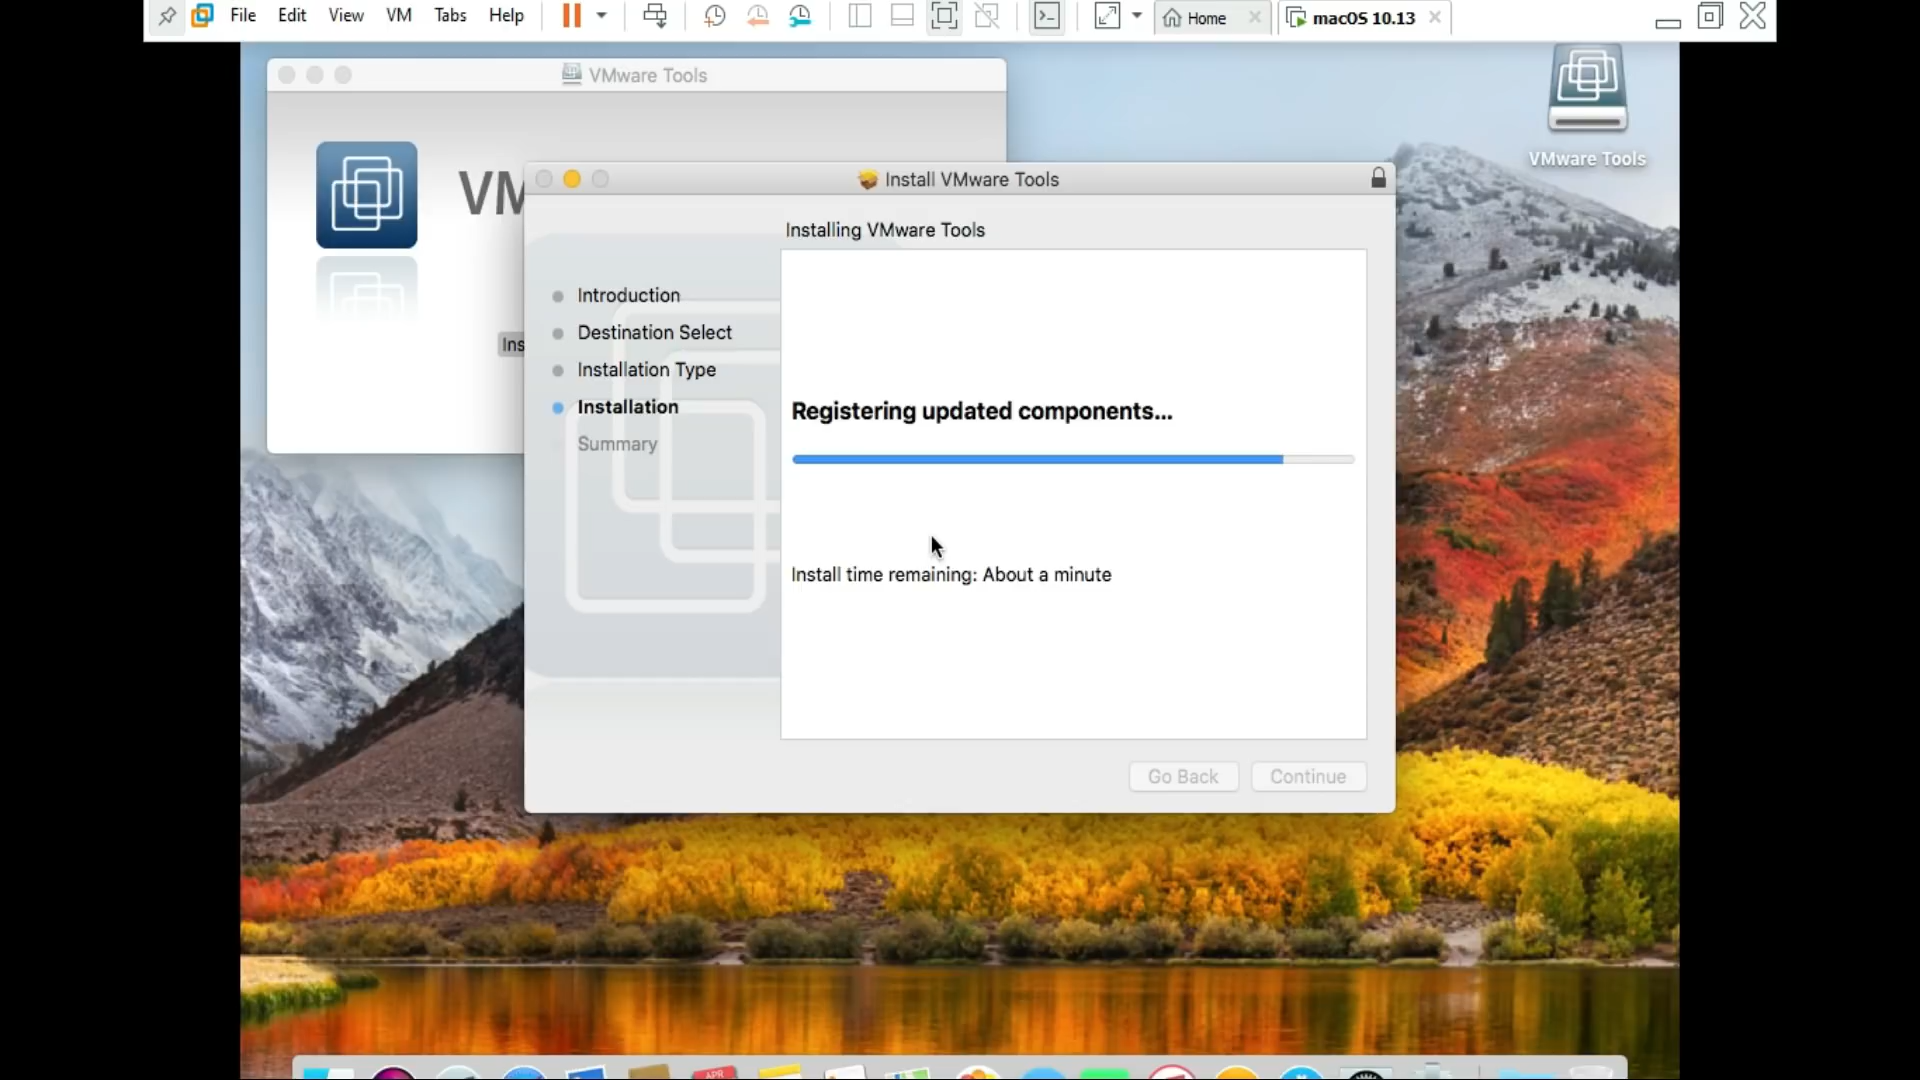 File Edit View VM Tabs Help
Home
macOS 10.13
VMware Tools
VMware Tools
VM
Install VMware Tools
Installing VMware Tools
Introduction
Destination Select
Installation Type
Installation
Summary
Ins
Registering updated components...
Install time remaining: About a minute
Go Back
Continue
APR